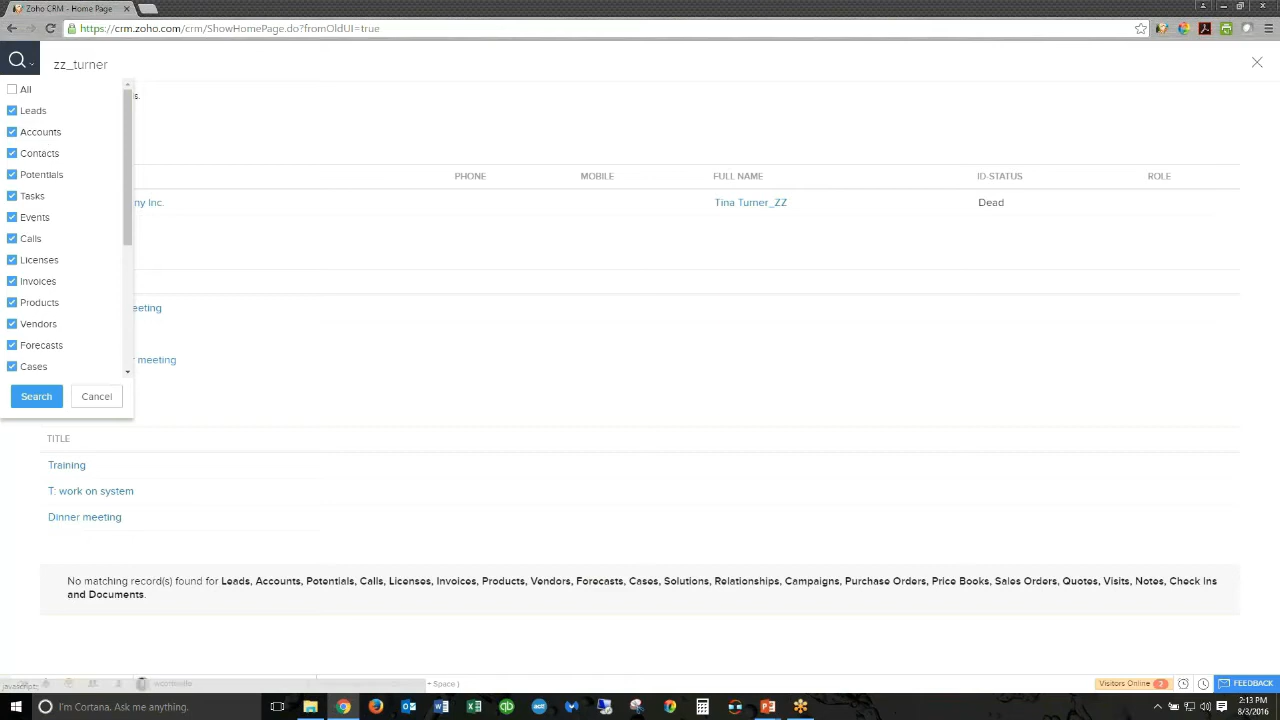 Zoho CRM - Home Page
https://crm.zoho.com/crm/ShowHomePage.do?fromOldUI=true
zz_turner
All
s.
Leads
Accounts
Contacts
Potentials
PHONE MOBILE FULL NAME ID-STATUS ROLE
Tasks
ny Inc. Tina Turner_ZZ Dead
Events
Calls
Licenses
Invoices
Products
eeting
Vendors
Forecasts
r meeting
Cases
Search Cancel
TITLE
Training
T: work on system
Dinner meeting
No matching record(s) found for Leads, Accounts, Potentials, Calls, Licenses, Invoices, Products, Vendors, Forecasts, Cases, Solutions, Relationships, Campaigns, Purchase Orders, Price Books, Sales Orders, Quotes, Visits, Notes, Check Ins
and Documents.
+ Space ) Visitors Online 2 FEEDBACK
javascript:
I'm Cortana. Ask me anything. 2:13 PM
8/3/2016